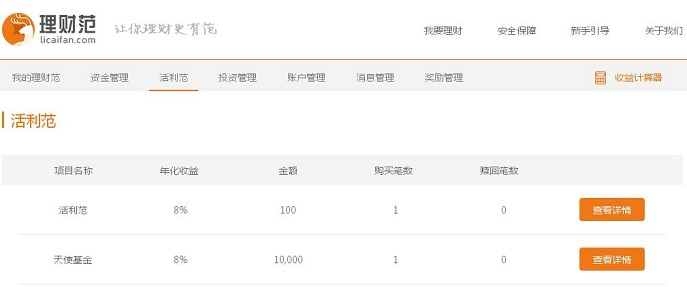 理财范 让你理财更有范
licaifan.com
我要理财 安全保障 新手引导 关于我们
我的理财范 资金管理 活利范 投资管理 账户管理 消息管理 奖励管理 收益计算器
活利范
项目名称 年化收益 金额 购买笔数 赎回笔数
活利范 8% 100 1 0 查看详情
天使基金 8% 10,000 1 0 查看详情